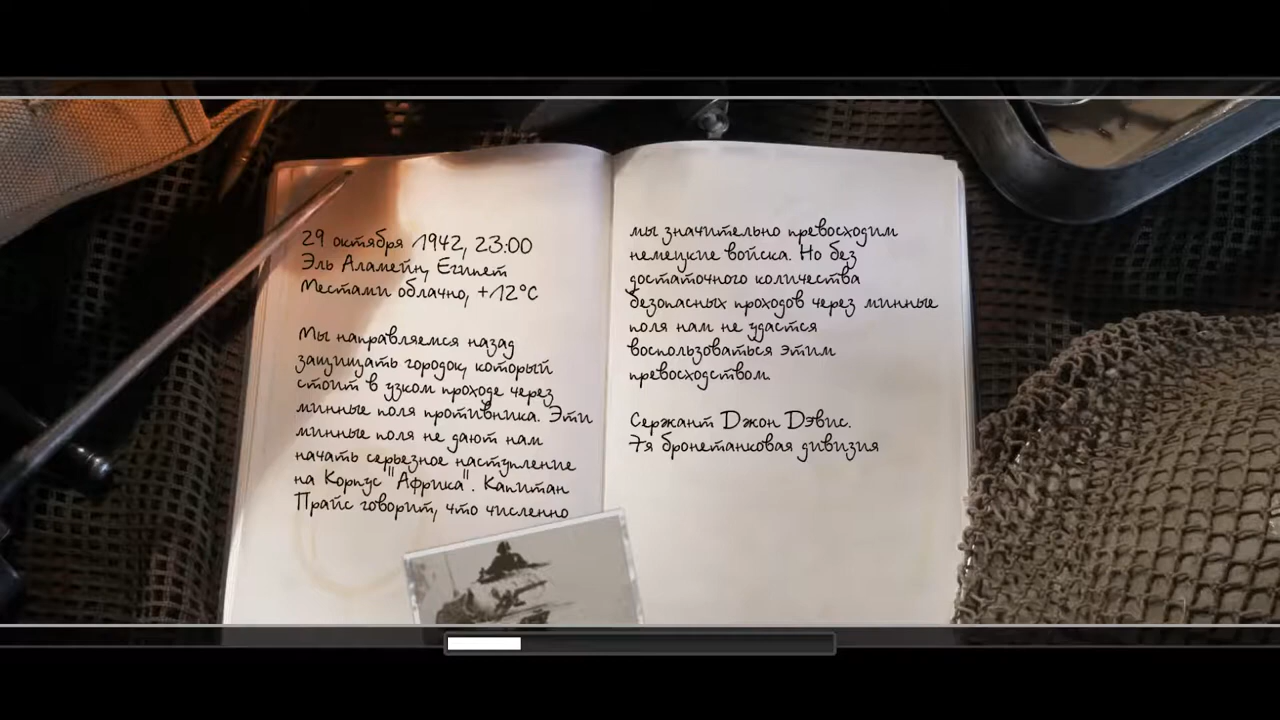 29 октября 1942, 23:00
Эль Аламейн, Египет
Местами облачно, +12°C
Мы направляемся назад
защищать городок, который
стоит в узком проходе через
минные поля противника. Эти
минные поля не дают нам
начать серьезное наступление
на Корпус "Африка". Капитан
Прайс говорит, что численно
мы значительно превосходим
немецкие войска. Но без
достаточного количества
безопасных проходов через минные
поля нам не удастся
воспользоваться этим
превосходством.
Сержант Джон Дэвис.
7я бронетанковая дивизия